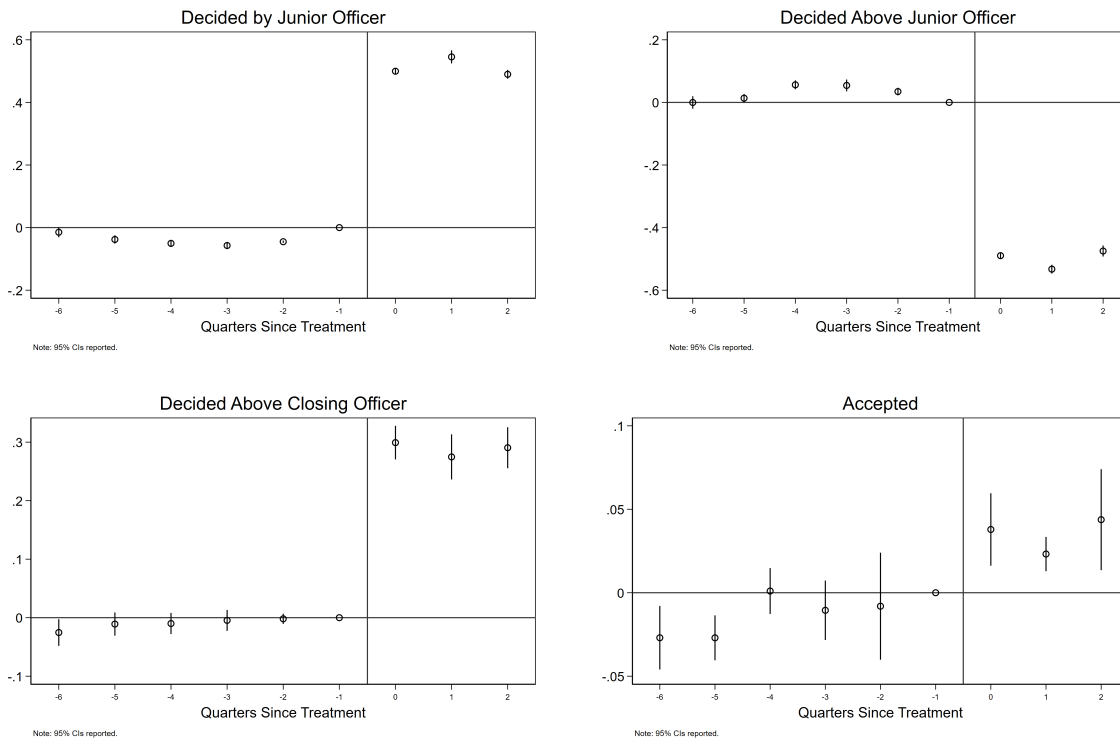 Decided by Junior Officer
.6
.4
.2
0
-.2
-6 -5 -4 -3 -2 -1 0 1 2
Quarters Since Treatment
Note: 95% CIs reported.
Decided Above Junior Officer
.2
0
-.2
-.4
-.6
-6 -5 -4 -3 -2 -1 0 1 2
Quarters Since Treatment
Note: 95% CIs reported.
Decided Above Closing Officer
.3
.2
.1
0
-.1
-6 -5 -4 -3 -2 -1 0 1 2
Quarters Since Treatment
Note: 95% CIs reported.
Accepted
.1
.05
0
-.05
-6 -5 -4 -3 -2 -1 0 1 2
Quarters Since Treatment
Note: 95% CIs reported.